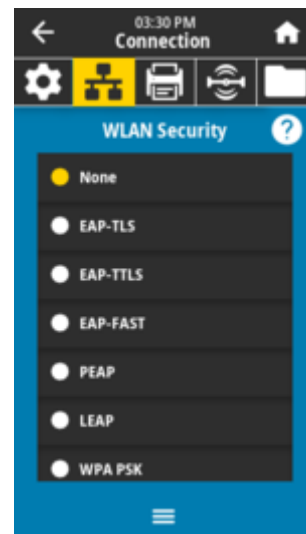 03:30 PM
Connection
WLAN Security
?
None
EAP-TLS
EAP-TTLS
EAP-FAST
PEAP
LEAP
WPA PSK